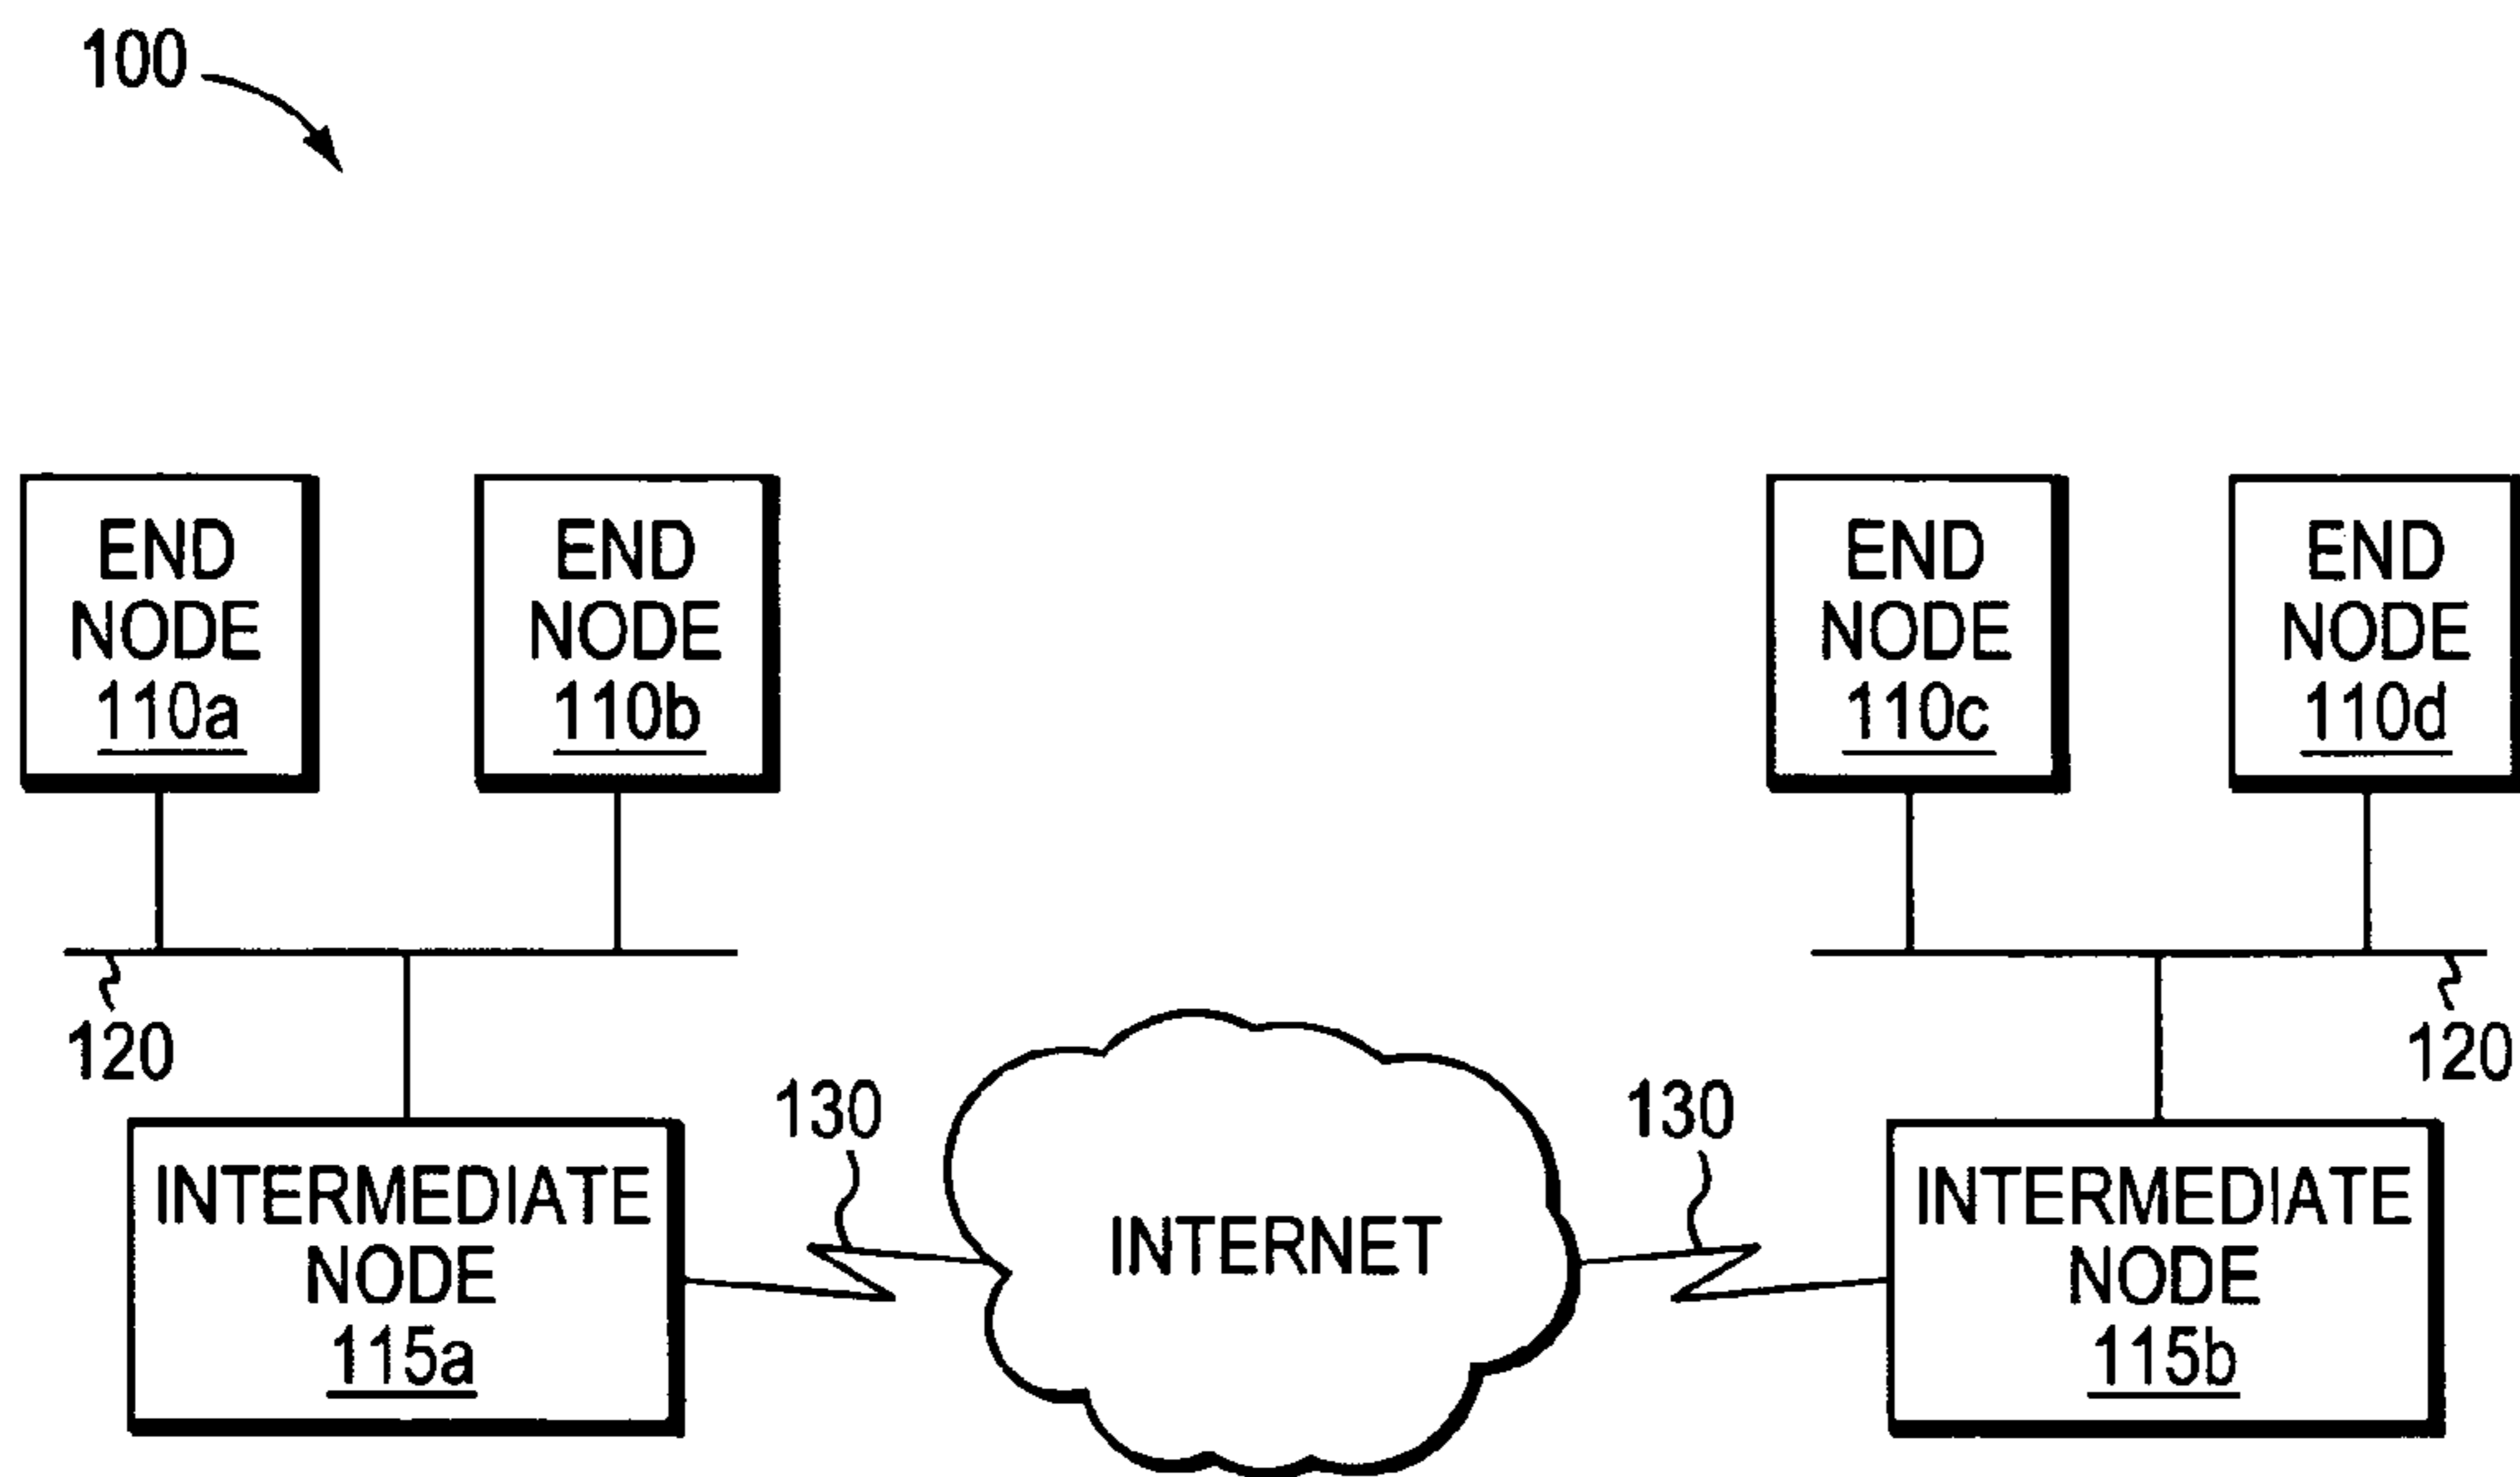 100
END
NODE
110a
END
NODE
110b
END
NODE
110c
END
NODE
110d
120
120
130
130
INTERMEDIATE
NODE
115a
INTERNET
INTERMEDIATE
NODE
115b